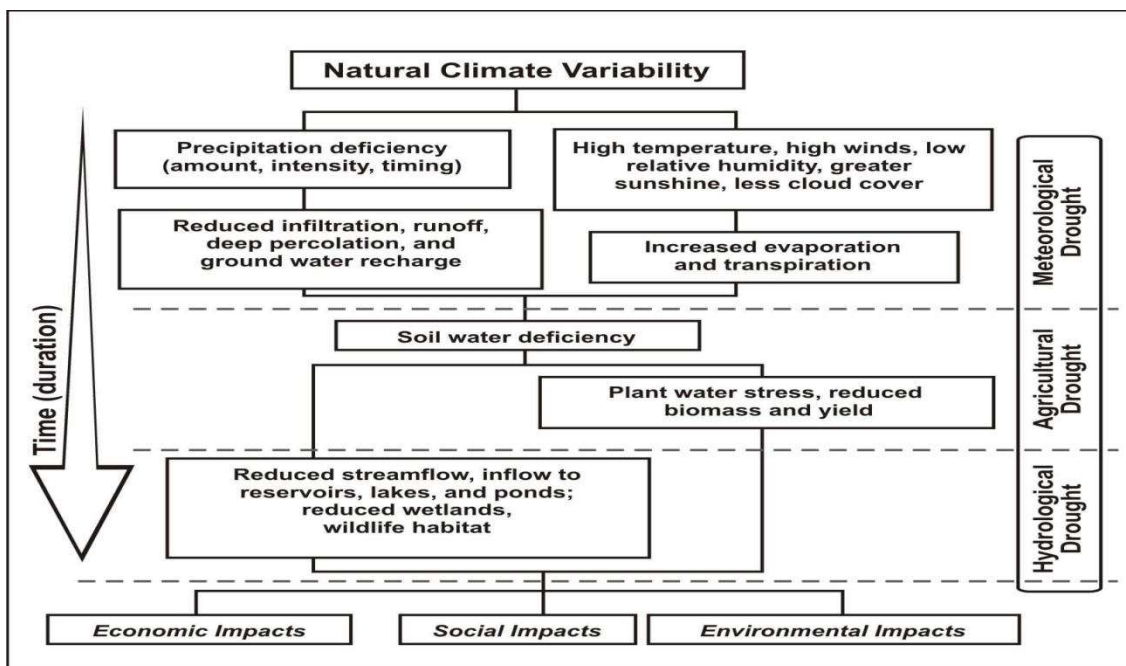 Natural Climate Variability
Precipitation deficiency
(amount, intensity, timing)
High temperature, high winds, low
relative humidity, greater
sunshine, less cloud cover
Reduced infiltration, runoff,
deep percolation, and
ground water recharge
Increased evaporation
and transpiration
Meteorological
Drought
Time (duration)
Soil water deficiency
Plant water stress, reduced
biomass and yield
Agricultural
Drought
Reduced streamflow, inflow to
reservoirs, lakes, and ponds;
reduced wetlands,
wildlife habitat
Hydrological
Drought
Economic Impacts
Social Impacts
Environmental Impacts